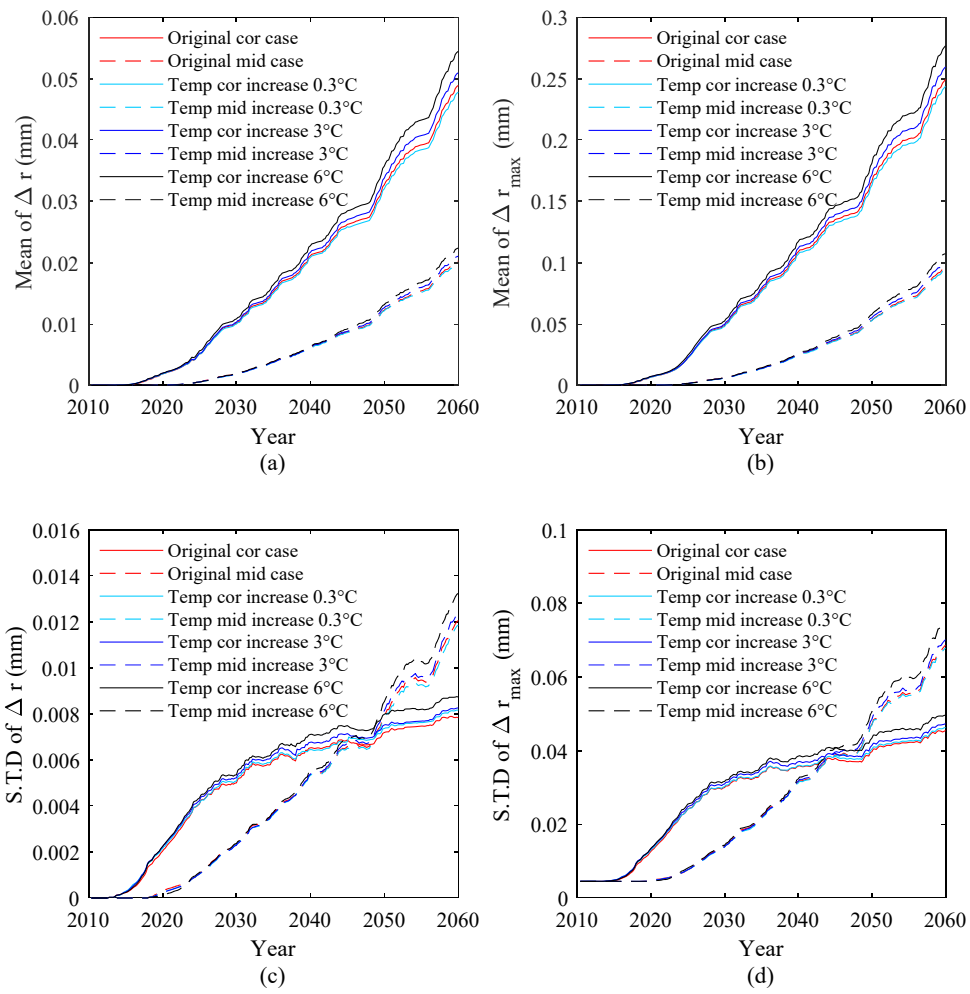 0.06
0.05
0.04
0.03
0.02
0.01
0
Mean of Δ r (mm)
Original cor case
Original mid case
Temp cor increase 0.3°C
Temp mid increase 0.3°C
Temp cor increase 3°C
Temp mid increase 3°C
Temp cor increase 6°C
Temp mid increase 6°C
2010 2020 2030 2040 2050 2060
Year
(a)
0.3
0.25
0.2
0.15
0.1
0.05
0
Mean of Δ r_max (mm)
Original cor case
Original mid case
Temp cor increase 0.3°C
Temp mid increase 0.3°C
Temp cor increase 3°C
Temp mid increase 3°C
Temp cor increase 6°C
Temp mid increase 6°C
2010 2020 2030 2040 2050 2060
Year
(b)
0.016
0.014
0.012
0.01
0.008
0.006
0.004
0.002
0
S.T.D of Δ r (mm)
Original cor case
Original mid case
Temp cor increase 0.3°C
Temp mid increase 0.3°C
Temp cor increase 3°C
Temp mid increase 3°C
Temp cor increase 6°C
Temp mid increase 6°C
2010 2020 2030 2040 2050 2060
Year
(c)
0.1
0.08
0.06
0.04
0.02
0
S.T.D of Δ r_max (mm)
Original cor case
Original mid case
Temp cor increase 0.3°C
Temp mid increase 0.3°C
Temp cor increase 3°C
Temp mid increase 3°C
Temp cor increase 6°C
Temp mid increase 6°C
2010 2020 2030 2040 2050 2060
Year
(d)